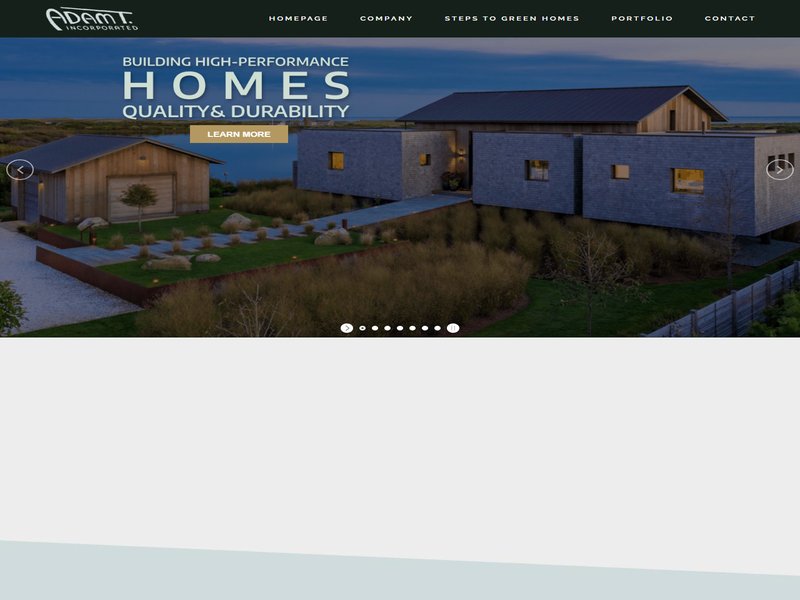 ADAM T.
INCORPORATED
HOMEPAGE
COMPANY
STEPS TO GREEN HOMES
PORTFOLIO
CONTACT
BUILDING HIGH-PERFORMANCE
HOMES
QUALITY& DURABILITY
LEARN MORE